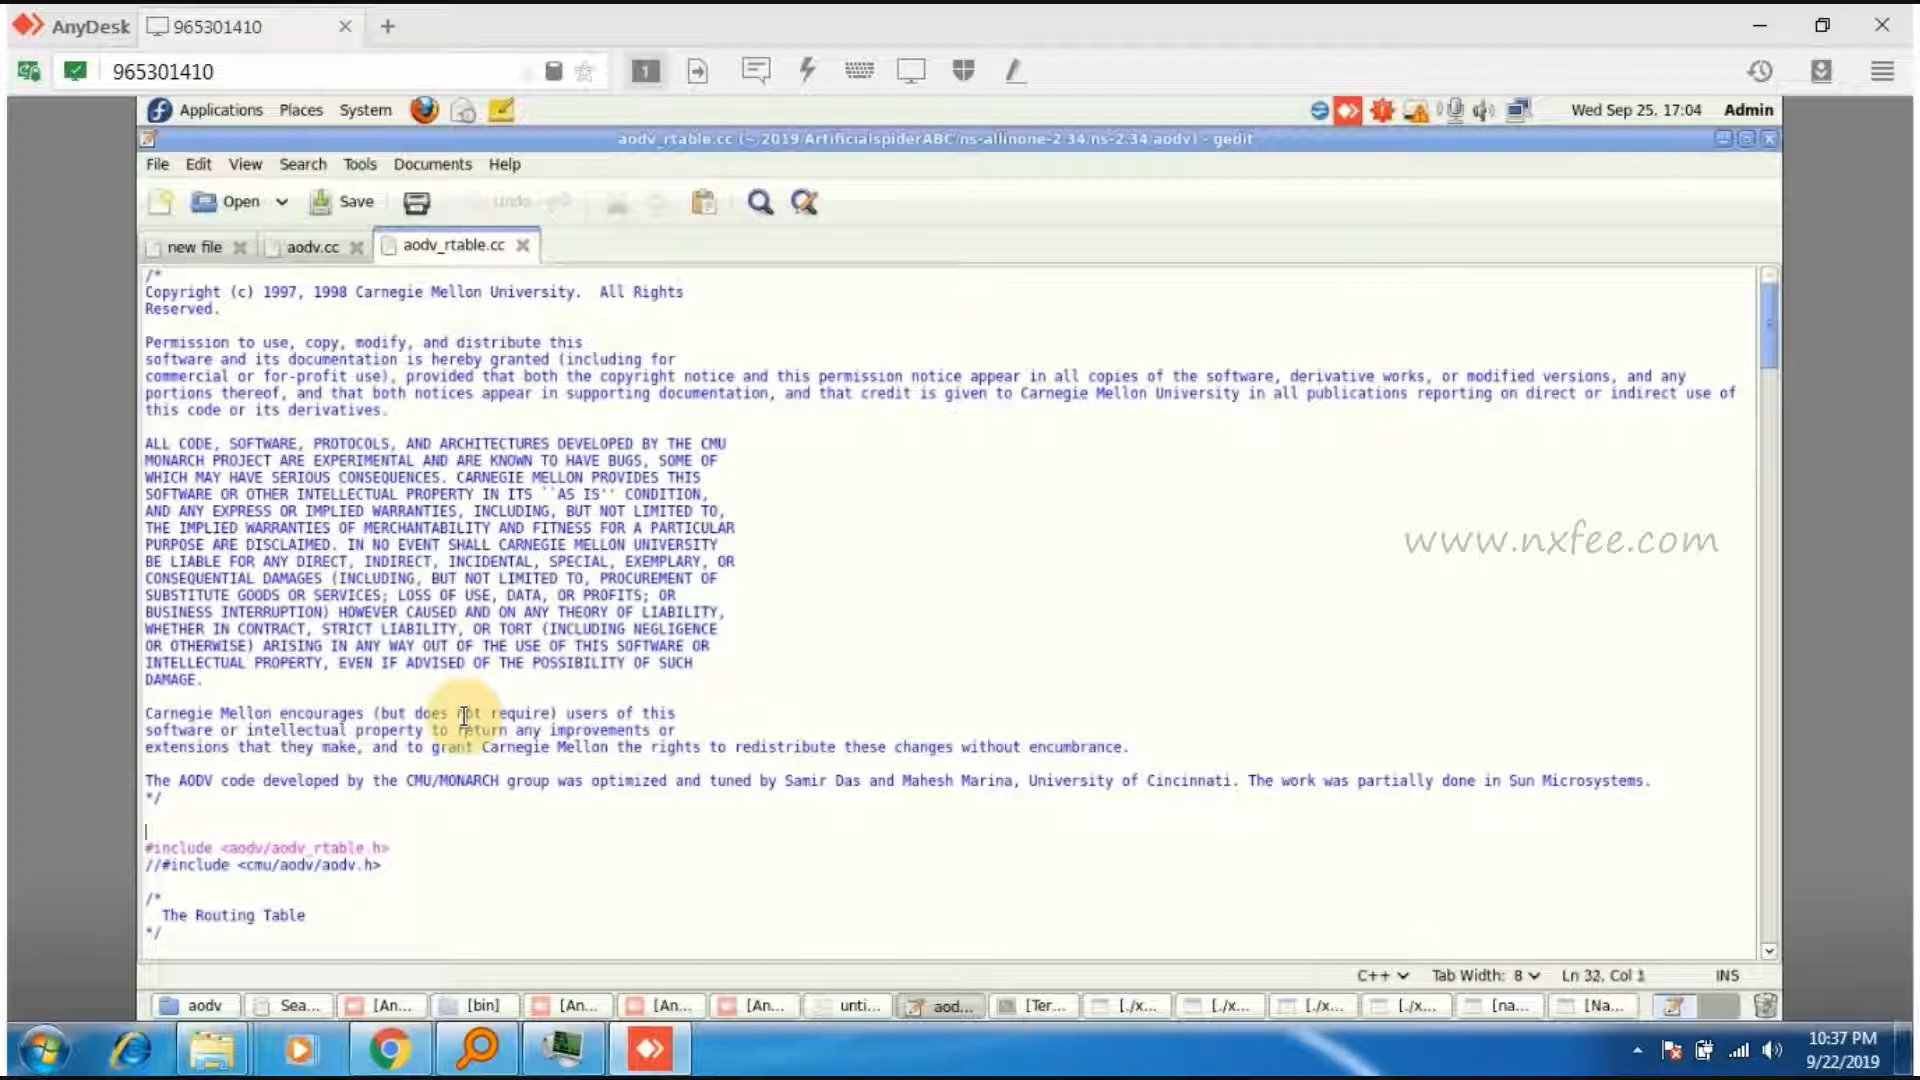 AnyDesk 965301410
965301410 1
Applications Places System Wed Sep 25, 17:04 Admin
aodv_rtable.cc (~/2019/ArtificialspiderABC/ns-allinone-2.34/ns-2.34/aodv) - gedit
File Edit View Search Tools Documents Help
Open Save Undo
new file aodv.cc aodv_rtable.cc
/*
Copyright (c) 1997, 1998 Carnegie Mellon University.  All Rights
Reserved.
Permission to use, copy, modify, and distribute this
software and its documentation is hereby granted (including for
commercial or for-profit use), provided that both the copyright notice and this permission notice appear in all copies of the software, derivative works, or modified versions, and any
portions thereof, and that both notices appear in supporting documentation, and that credit is given to Carnegie Mellon University in all publications reporting on direct or indirect use of
this code or its derivatives.
ALL CODE, SOFTWARE, PROTOCOLS, AND ARCHITECTURES DEVELOPED BY THE CMU
MONARCH PROJECT ARE EXPERIMENTAL AND ARE KNOWN TO HAVE BUGS, SOME OF
WHICH MAY HAVE SERIOUS CONSEQUENCES. CARNEGIE MELLON PROVIDES THIS
SOFTWARE OR OTHER INTELLECTUAL PROPERTY IN ITS ``AS IS'' CONDITION,
AND ANY EXPRESS OR IMPLIED WARRANTIES, INCLUDING, BUT NOT LIMITED TO,
THE IMPLIED WARRANTIES OF MERCHANTABILITY AND FITNESS FOR A PARTICULAR
PURPOSE ARE DISCLAIMED. IN NO EVENT SHALL CARNEGIE MELLON UNIVERSITY
BE LIABLE FOR ANY DIRECT, INDIRECT, INCIDENTAL, SPECIAL, EXEMPLARY, OR
CONSEQUENTIAL DAMAGES (INCLUDING, BUT NOT LIMITED TO, PROCUREMENT OF
SUBSTITUTE GOODS OR SERVICES; LOSS OF USE, DATA, OR PROFITS; OR
BUSINESS INTERRUPTION) HOWEVER CAUSED AND ON ANY THEORY OF LIABILITY,
WHETHER IN CONTRACT, STRICT LIABILITY, OR TORT (INCLUDING NEGLIGENCE
OR OTHERWISE) ARISING IN ANY WAY OUT OF THE USE OF THIS SOFTWARE OR
INTELLECTUAL PROPERTY, EVEN IF ADVISED OF THE POSSIBILITY OF SUCH
DAMAGE.
www.nxfee.com
Carnegie Mellon encourages (but does not require) users of this
software or intellectual property to return any improvements or
extensions that they make, and to grant Carnegie Mellon the rights to redistribute these changes without encumbrance.
The AODV code developed by the CMU/MONARCH group was optimized and tuned by Samir Das and Mahesh Marina, University of Cincinnati. The work was partially done in Sun Microsystems.
*/
#include <aodv/aodv_rtable.h>
//#include <cmu/aodv/aodv.h>
/*
The Routing Table
*/
C++ Tab Width: 8 Ln 32, Col 1 INS
aodv Sea... [An... [bin] [An... [An... [An... unti... aod... [Ter... [./x... [./x... [./x... [./x... [na... [Na...
10:37 PM
9/22/2019